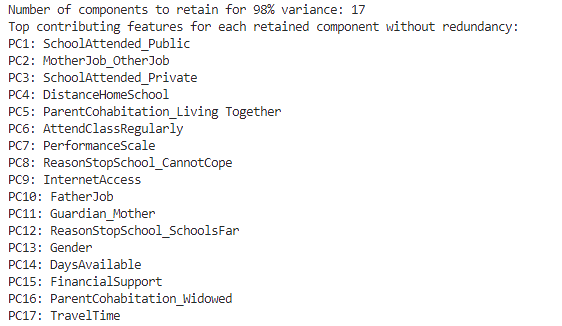 Number of components to retain for 98% variance: 17
Top contributing features for each retained component without redundancy:
PC1: SchoolAttended_Public
PC2: MotherJob_OtherJob
PC3: SchoolAttended_Private
PC4: DistanceHomeSchool
PC5: ParentCohabitation_Living Together
PC6: AttendClassRegularly
PC7: PerformanceScale
PC8: ReasonStopSchool_CannotCope
PC9: InternetAccess
PC10: FatherJob
PC11: Guardian_Mother
PC12: ReasonStopSchool_SchoolsFar
PC13: Gender
PC14: DaysAvailable
PC15: FinancialSupport
PC16: ParentCohabitation_Widowed
PC17: TravelTime